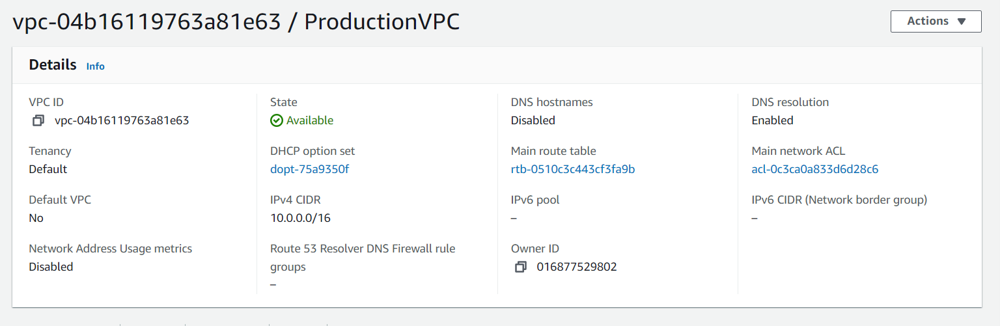 vpc-04b16119763a81e63 / ProductionVPC
Actions
Details Info
VPC ID
vpc-04b16119763a81e63
State
Available
DNS hostnames
Disabled
DNS resolution
Enabled
Tenancy
Default
DHCP option set
dopt-75a9350f
Main route table
rtb-0510c3c443cf3fa9b
Main network ACL
acl-0c3ca0a833d6d28c6
Default VPC
No
IPv4 CIDR
10.0.0.0/16
IPv6 pool
–
IPv6 CIDR (Network border group)
–
Network Address Usage metrics
Disabled
Route 53 Resolver DNS Firewall rule
groups
–
Owner ID
016877529802